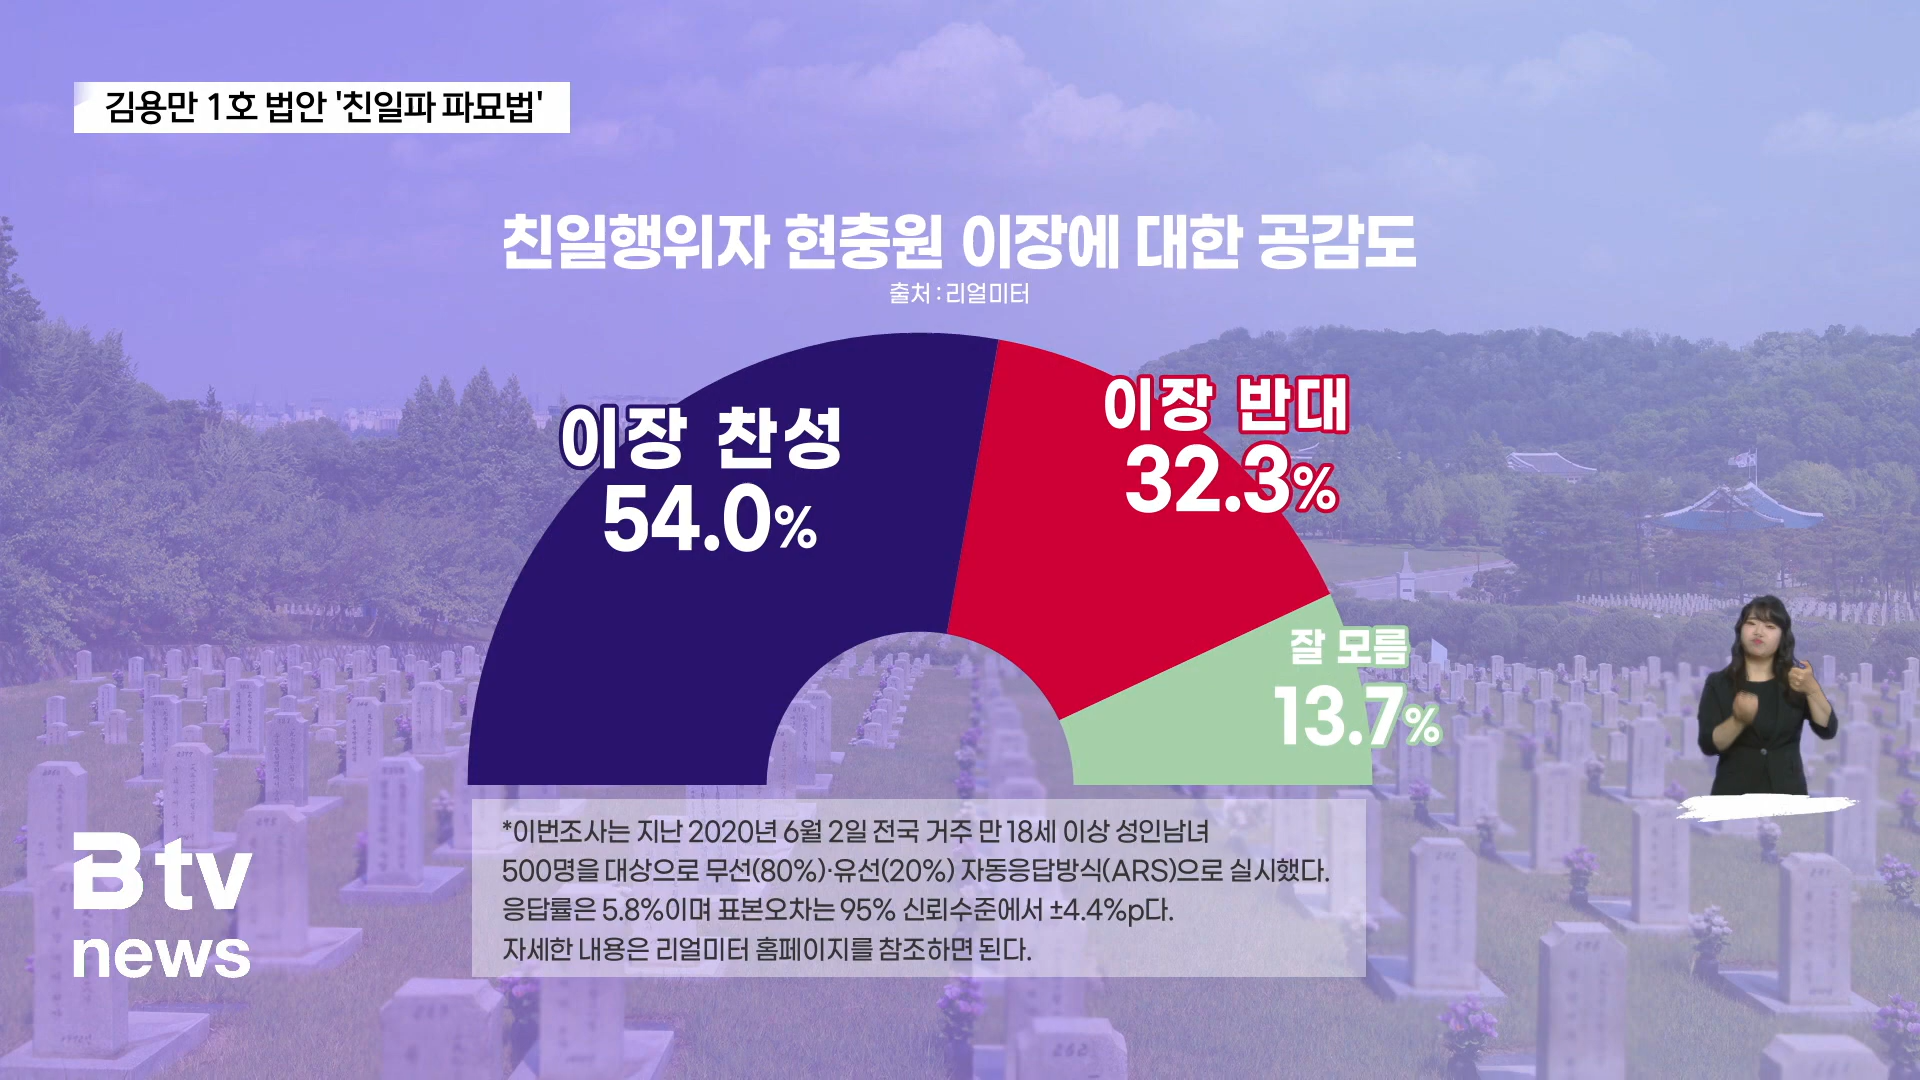 김용만 1호 법안 '친일파 파묘법'
친일행위자 현충원 이장에 대한 공감도
출처 : 리얼미터
이장 찬성
54.0%
이장 반대
32.3%
잘 모름
13.7%
*이번조사는 지난 2020년 6월 2일 전국 거주 만 18세 이상 성인남녀
500명을 대상으로 무선(80%)·유선(20%) 자동응답방식(ARS)으로 실시했다.
응답률은 5.8%이며 표본오차는 95% 신뢰수준에서 ±4.4%p다.
자세한 내용은 리얼미터 홈페이지를 참조하면 된다.
B tv
news
262